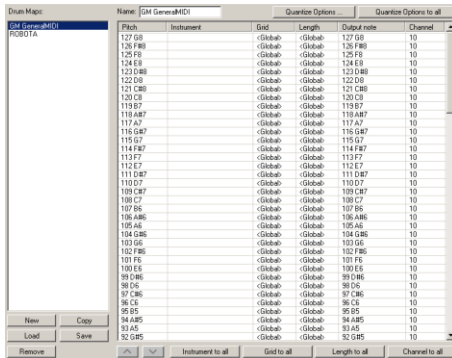 Drum Maps:
Name: GM GeneralMIDI
Quantize Options ...
Quantize Options to all
GM GeneralMIDI
ROBOTA
Pitch Instrument Grid Length Output note Channel
127 G8 <Global> <Global> 127 G8 10
126 F#8 <Global> <Global> 126 F#8 10
125 F8 <Global> <Global> 125 F8 10
124 E8 <Global> <Global> 124 E8 10
123 D#8 <Global> <Global> 123 D#8 10
122 D8 <Global> <Global> 122 D8 10
121 C#8 <Global> <Global> 121 C#8 10
120 C8 <Global> <Global> 120 C8 10
119 B7 <Global> <Global> 119 B7 10
118 A#7 <Global> <Global> 118 A#7 10
117 A7 <Global> <Global> 117 A7 10
116 G#7 <Global> <Global> 116 G#7 10
115 G7 <Global> <Global> 115 G7 10
114 F#7 <Global> <Global> 114 F#7 10
113 F7 <Global> <Global> 113 F7 10
112 E7 <Global> <Global> 112 E7 10
111 D#7 <Global> <Global> 111 D#7 10
110 D7 <Global> <Global> 110 D7 10
109 C#7 <Global> <Global> 109 C#7 10
108 C7 <Global> <Global> 108 C7 10
107 B6 <Global> <Global> 107 B6 10
106 A#6 <Global> <Global> 106 A#6 10
105 A6 <Global> <Global> 105 A6 10
104 G#6 <Global> <Global> 104 G#6 10
103 G6 <Global> <Global> 103 G6 10
102 F#6 <Global> <Global> 102 F#6 10
101 F6 <Global> <Global> 101 F6 10
100 E6 <Global> <Global> 100 E6 10
99 D#6 <Global> <Global> 99 D#6 10
98 D6 <Global> <Global> 98 D6 10
97 C#6 <Global> <Global> 97 C#6 10
96 C6 <Global> <Global> 96 C6 10
95 B5 <Global> <Global> 95 B5 10
94 A#5 <Global> <Global> 94 A#5 10
93 A5 <Global> <Global> 93 A5 10
92 G#5 <Global> <Global> 92 G#5 10
New Copy
Load Save
Remove
Instrument to all
Grid to all
Length to all
Channel to all